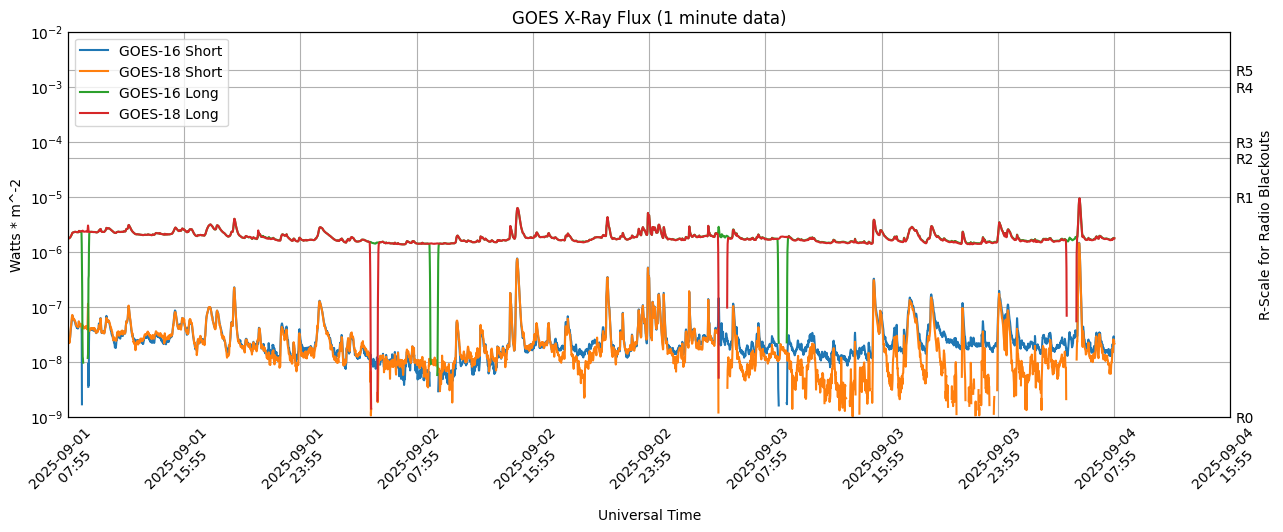 GOES X-Ray Flux (1 minute data)
GOES-16 Short
GOES-18 Short
GOES-16 Long
GOES-18 Long
Watts * m^-2
10^-2
10^-3
10^-4
10^-5
10^-6
10^-7
10^-8
10^-9
R5
R4
R3
R2
R1
R0
R-Scale for Radio Blackouts
2025-09-01
07:55
2025-09-01
15:55
2025-09-01
23:55
2025-09-02
07:55
2025-09-02
15:55
2025-09-02
23:55
2025-09-03
07:55
2025-09-03
15:55
2025-09-03
23:55
2025-09-04
07:55
2025-09-04
15:55
Universal Time